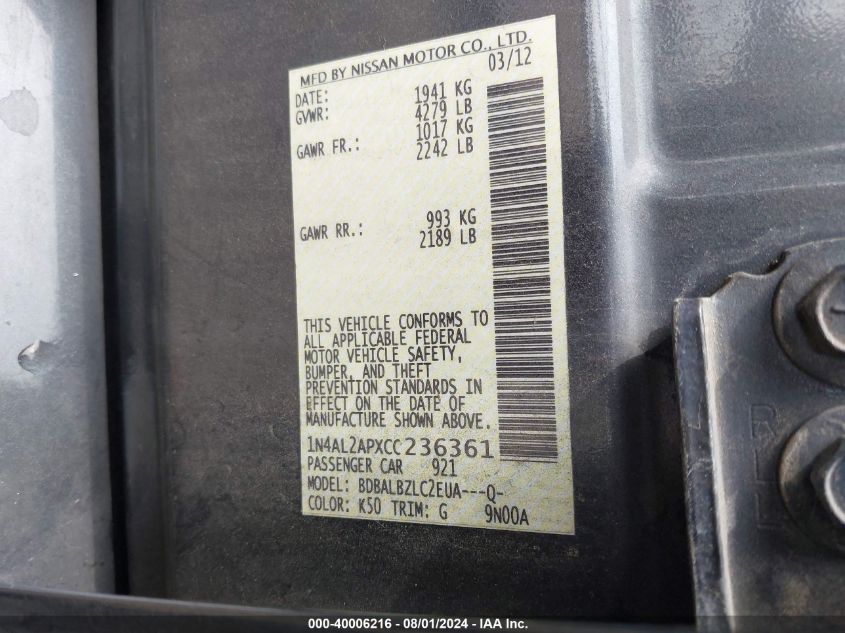 MFD BY NISSAN MOTOR CO., LTD.
DATE: 03/12
GVWR: 1941 KG
4279 LB
GAWR FR.: 1017 KG
2242 LB
GAWR RR.: 993 KG
2189 LB
THIS VEHICLE CONFORMS TO
ALL APPLICABLE FEDERAL
MOTOR VEHICLE SAFETY,
BUMPER, AND THEFT
PREVENTION STANDARDS IN
EFFECT ON THE DATE OF
MANUFACTURE SHOWN ABOVE.
1N4AL2APXCC236361
PASSENGER CAR 921
MODEL: BDBALBZLC2EUA---Q-
COLOR: K50 TRIM: G 9N00A
000-40006216 - 08/01/2024 - IAA Inc.